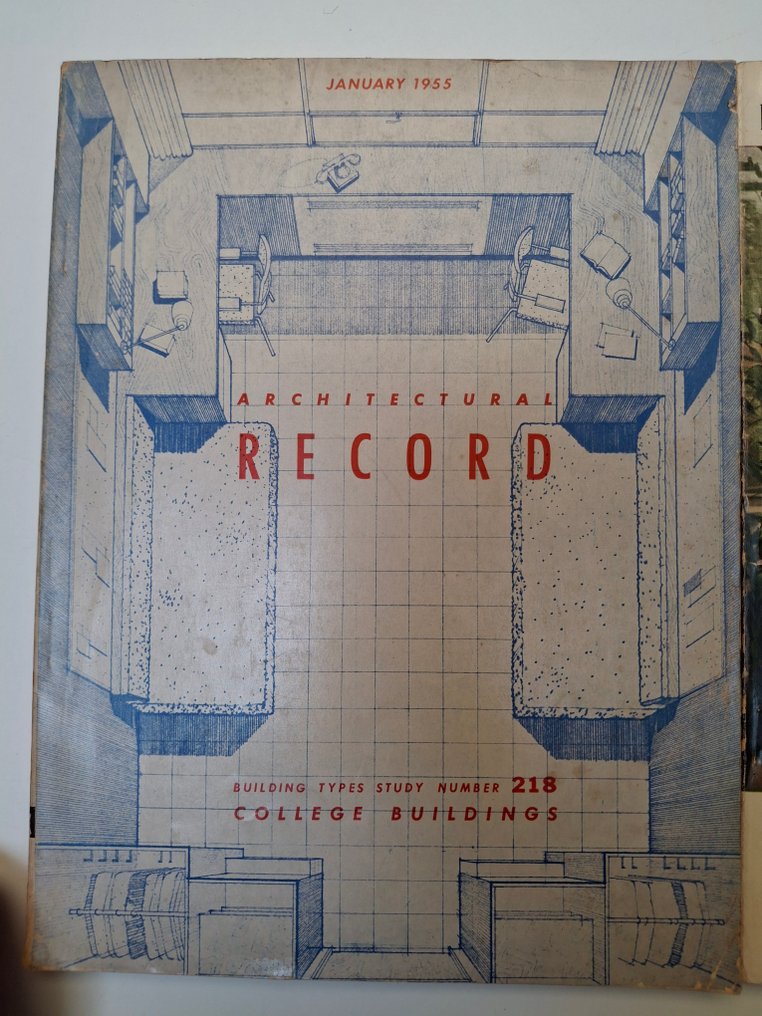 JANUARY 1955
ARCHITECTURAL
RECORD
BUILDING TYPES STUDY NUMBER 218
COLLEGE BUILDINGS